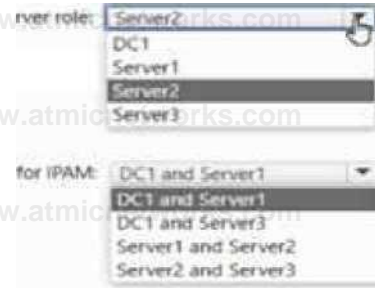 rver role: Server2
DC1
Server1
Server2
Server3
for IPAM: DC1 and Server1
DC1 and Server1
DC1 and Server3
Server1 and Server2
Server2 and Server3